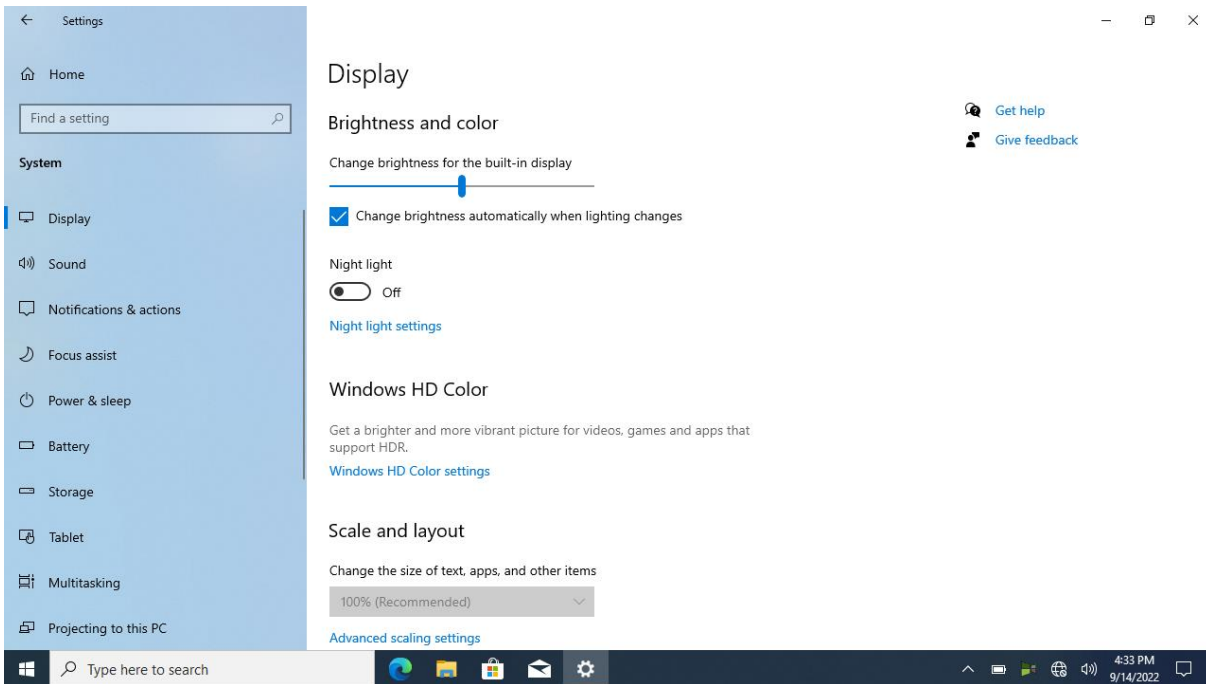 Settings
Home
Find a setting
System
Display
Sound
Notifications & actions
Focus assist
Power & sleep
Battery
Storage
Tablet
Multitasking
Projecting to this PC
Display
Brightness and color
Change brightness for the built-in display
Change brightness automatically when lighting changes
Night light
Off
Night light settings
Windows HD Color
Get a brighter and more vibrant picture for videos, games and apps that
support HDR.
Windows HD Color settings
Scale and layout
Change the size of text, apps, and other items
100% (Recommended)
Advanced scaling settings
Get help
Give feedback
Type here to search
4:33 PM
9/14/2022